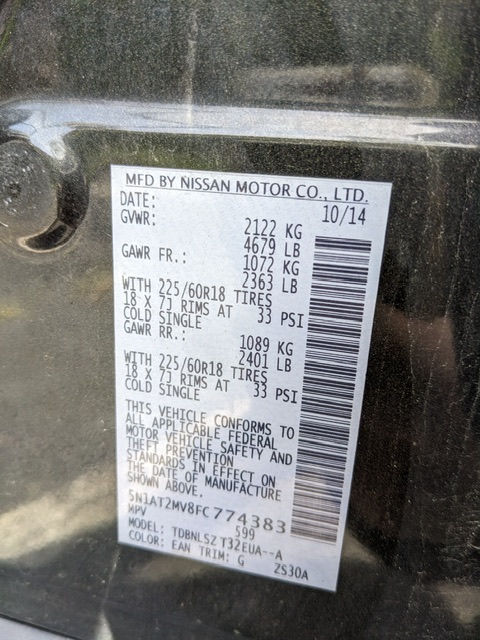 MFD BY NISSAN MOTOR CO., LTD.
DATE: 10/14
GVWR: 2122 KG
4679 LB
GAWR FR.: 1072 KG
2363 LB
WITH 225/60R18 TIRES
18 X 7J RIMS AT 33 PSI
COLD SINGLE
GAWR RR.: 1089 KG
2401 LB
WITH 225/60R18 TIRES
18 X 7J RIMS AT 33 PSI
COLD SINGLE
THIS VEHICLE CONFORMS TO
ALL APPLICABLE FEDERAL
MOTOR VEHICLE SAFETY AND
THEFT PREVENTION
STANDARDS IN EFFECT ON
THE DATE OF MANUFACTURE
SHOWN ABOVE.
5N1AT2MV8FC774383
MPV 599
MODEL: TDBNLSZ T32EUA--A
COLOR: EAN TRIM: G ZS30A